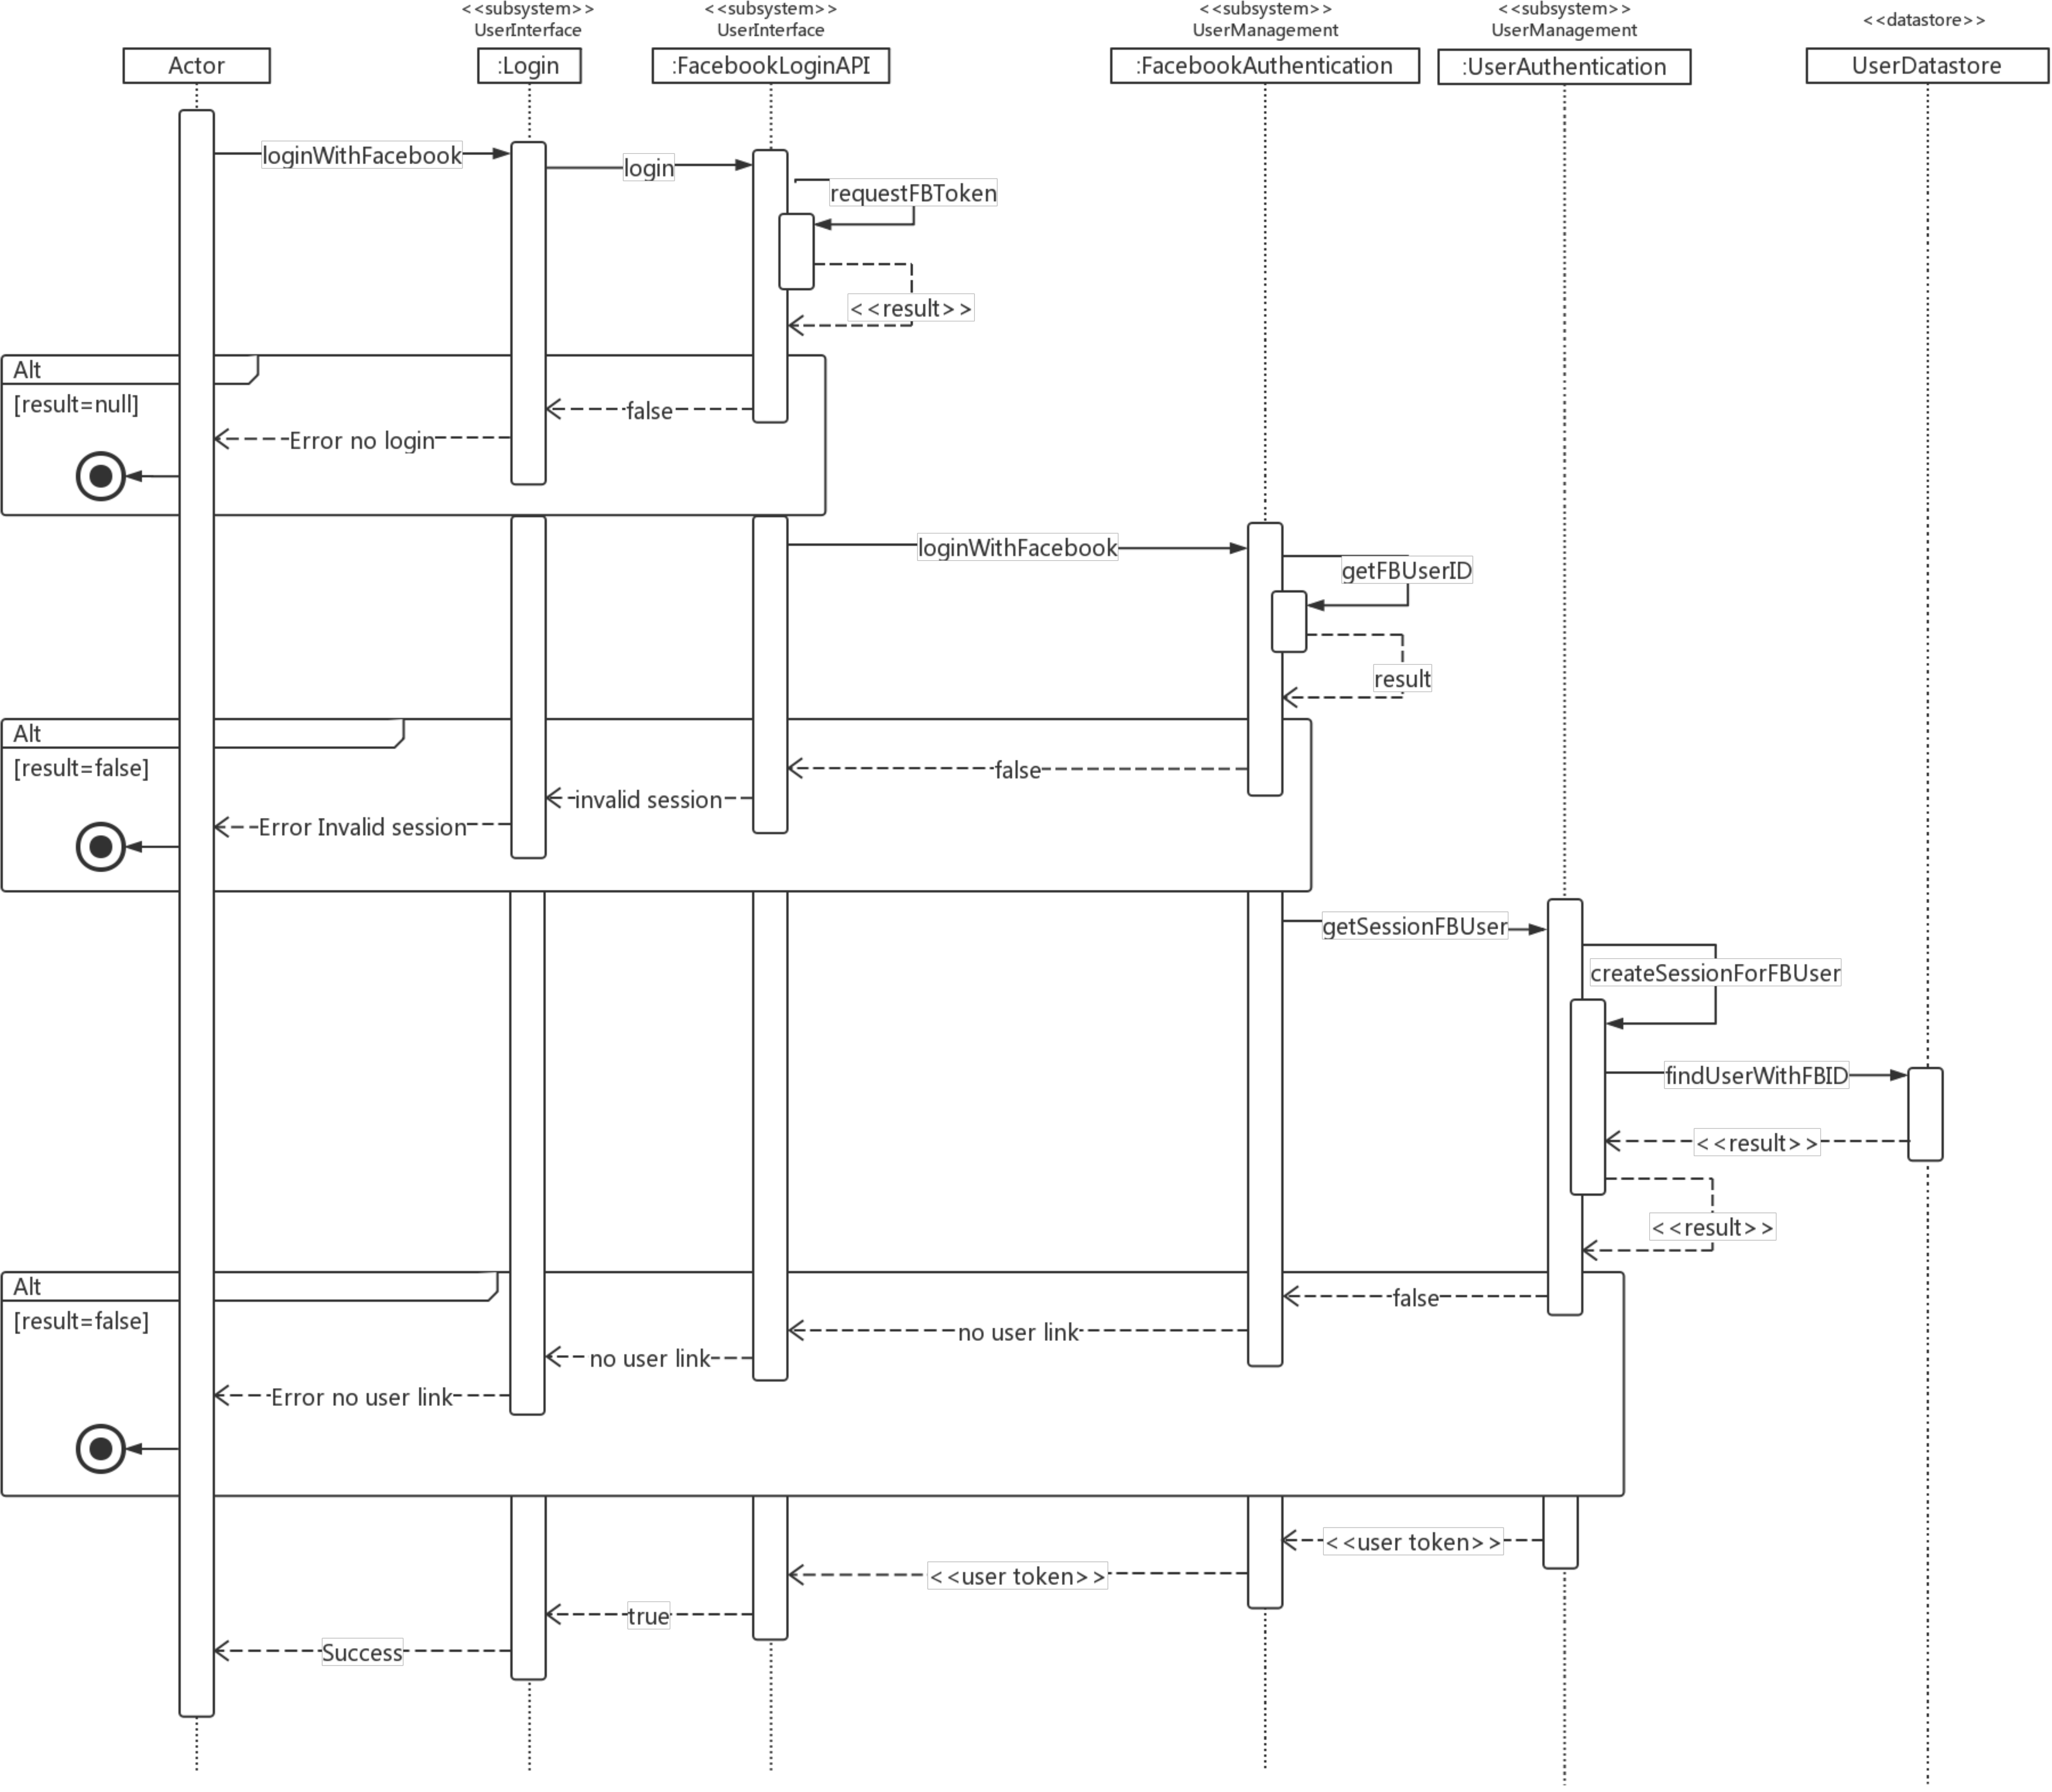 <<subsystem>>
UserInterface
<<subsystem>>
UserInterface
<<subsystem>>
UserManagement
<<subsystem>>
UserManagement
<<datastore>>
Actor
:Login
:FacebookLoginAPI
:FacebookAuthentication
:UserAuthentication
UserDatastore
loginWithFacebook
login
requestFBToken
<<result>>
Alt
[result=null]
false
Error no login
loginWithFacebook
getFBUserID
result
Alt
[result=false]
false
invalid session
Error Invalid session
getSessionFBUser
createSessionForFBUser
findUserWithFBID
<<result>>
<<result>>
Alt
[result=false]
false
no user link
no user link
Error no user link
<<user token>>
<<user token>>
true
Success